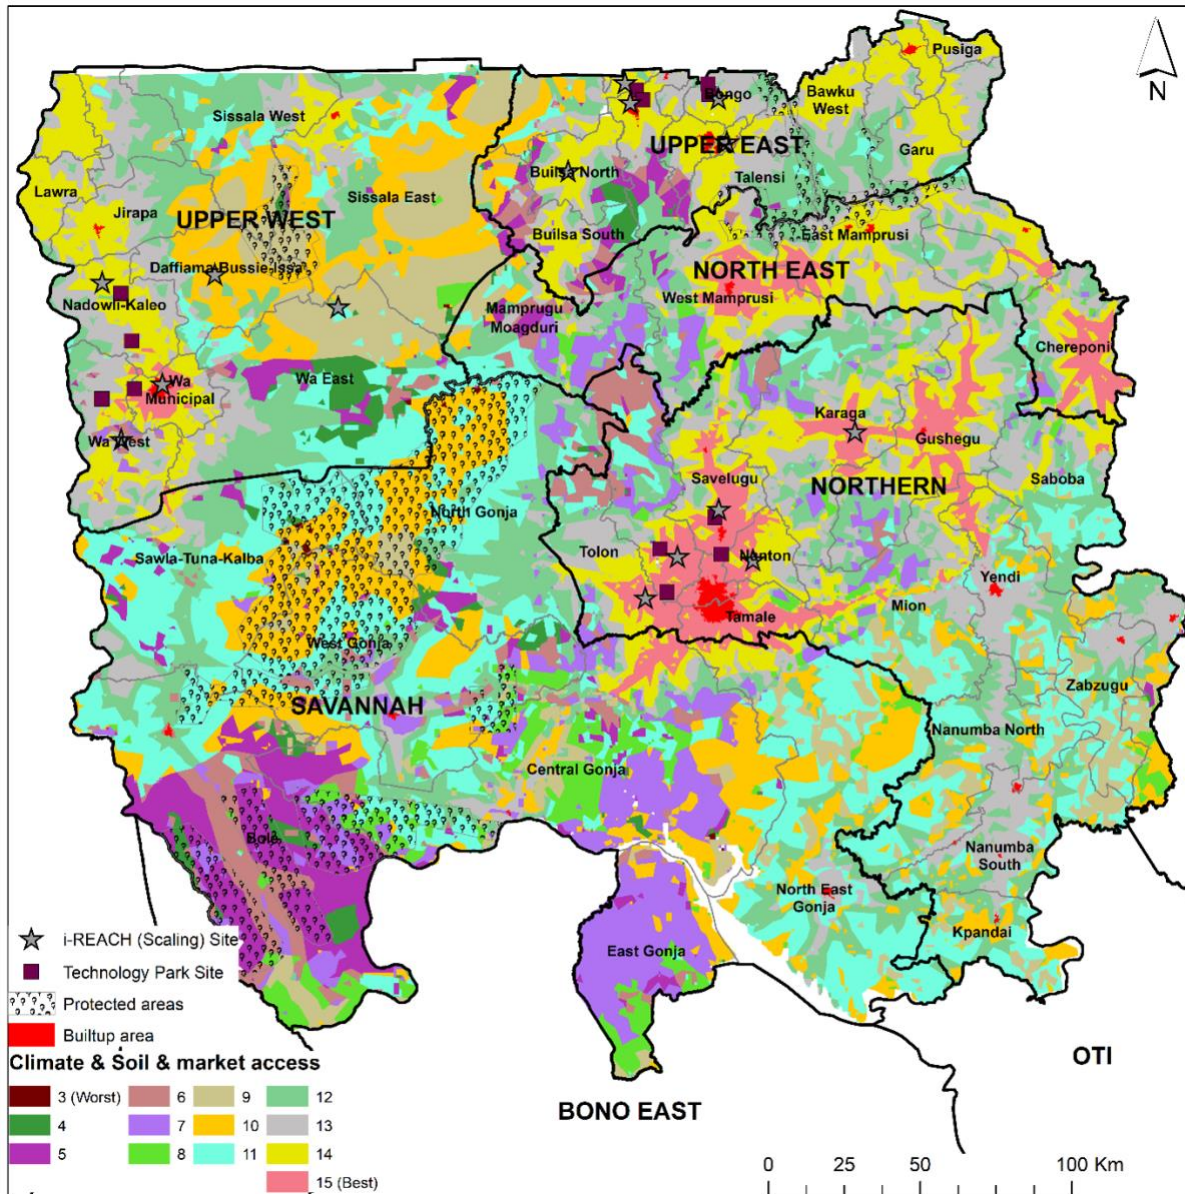 N
Pusiga
Bongo
Bawku
West
Sissala West
UPPER EAST
Garu
Builsa North
Talensi
Lawra
Sissala East
Jirapa
UPPER WEST
Builsa South
East Mamprusi
Daffiama-Bussie-Issa
NORTH EAST
Nadowli-Kaleo
West Mamprusi
Mamprugu
Moagduri
Chereponi
Wa East
Wa
Municipal
Karaga
Gushegu
Wa West
Savelugu
NORTHERN
Saboba
North Gonja
Sawla-Tuna-Kalba
Tolon
Nanton
Yendi
Mion
Tamale
West Gonja
Zabzugu
SAVANNAH
Nanumba North
Central Gonja
Bole
Nanumba
South
North East
Gonja
Kpandai
East Gonja
i-REACH (Scaling) Site
Technology Park Site
Protected areas
Builtup area
Climate & Soil & market access
3 (Worst) 6 9 12
4 7 10 13
5 8 11 14
15 (Best)
OTI
BONO EAST
0 25 50 100 Km